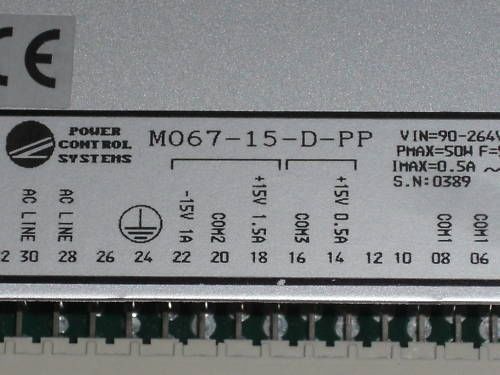 CE
POWER
CONTROL
SYSTEMS
MO67-15-D-PP
VIN=90-264V
PMAX=50W F=
IMAX=0.5A ~
S.N:0389
AC LINE
AC LINE
-15V 1A
COM2
+15V 1.5A
COM3
+15V 0.5A
COM1
COM1
30 28 26 24 22 20 18 16 14 12 10 08 06